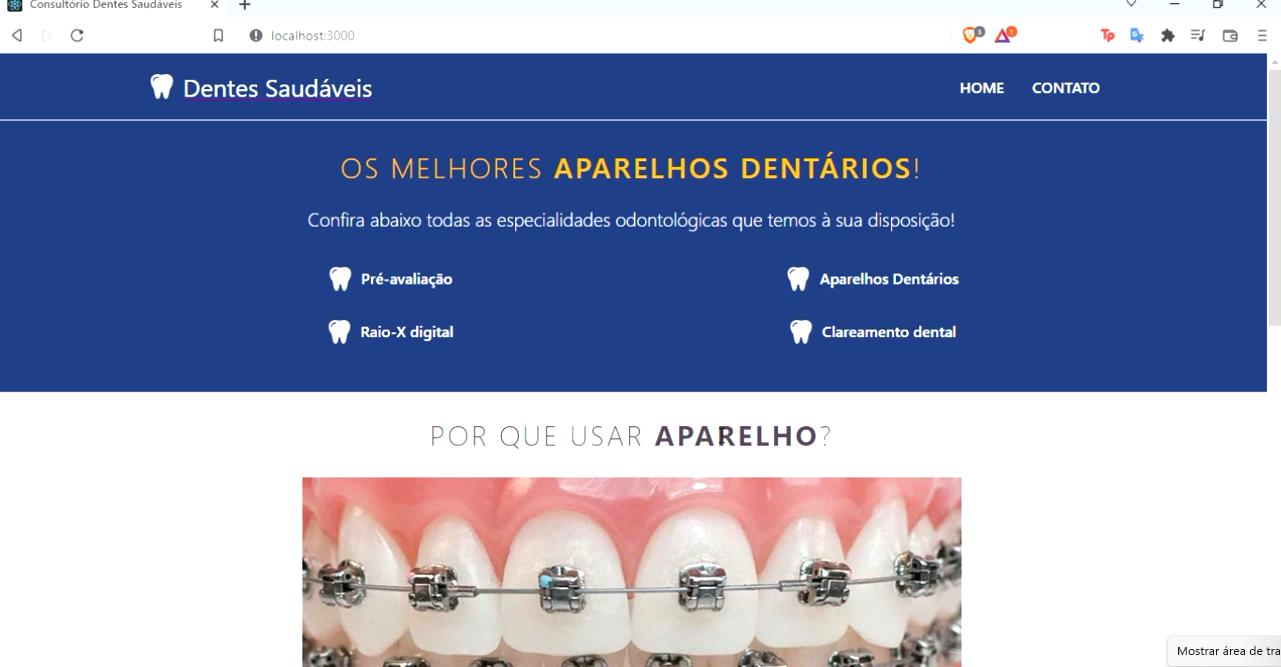 Consultório Dentes Saudáveis
localhost:3000
Dentes Saudáveis
HOME CONTATO
OS MELHORES APARELHOS DENTÁRIOS!
Confira abaixo todas as especialidades odontológicas que temos à sua disposição!
Pré-avaliação Aparelhos Dentários
Raio-X digital Clareamento dental
POR QUE USAR APARELHO?
Mostrar área de tra